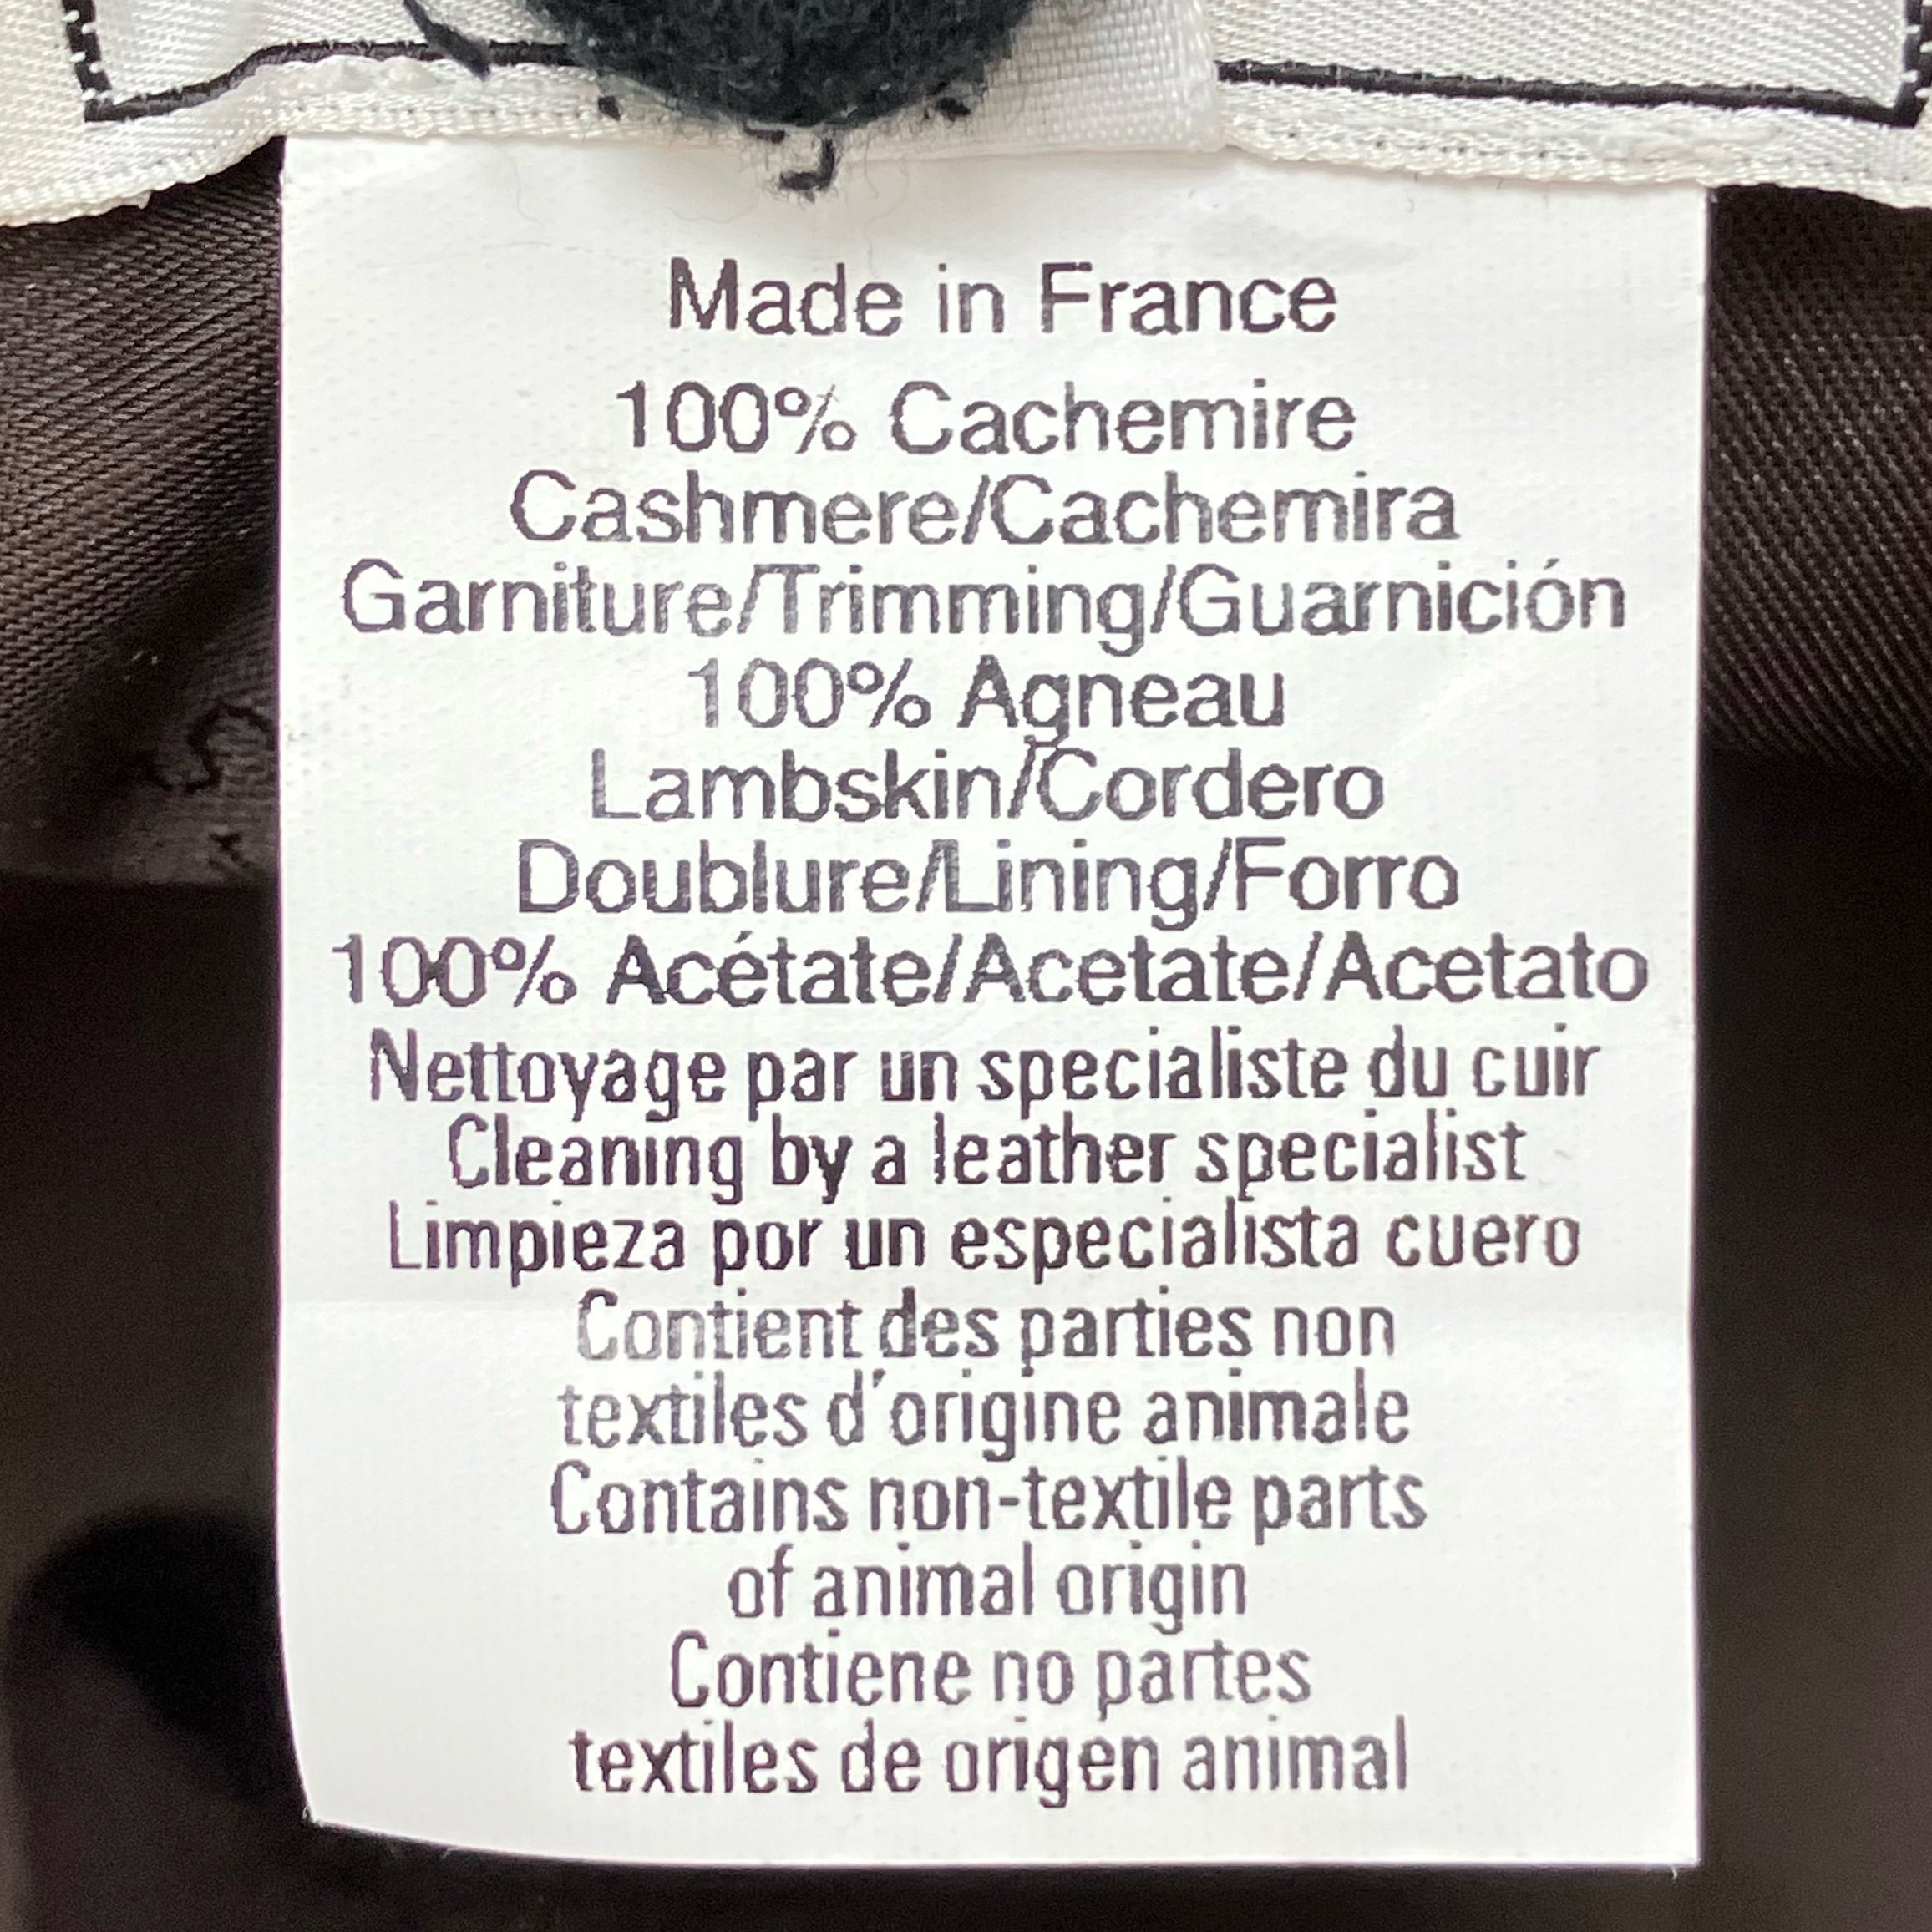 Made in France
100% Cachemire
Cashmere/Cachemira
Garniture/Trimming/Guarnición
100% Agneau
Lambskin/Cordero
Doublure/Lining/Forro
100% Acétate/Acetate/Acetato
Nettoyage par un specialiste du cuir
Cleaning by a leather specialist
Limpieza por un especialista cuero
Contient des parties non
textiles d'origine animale
Contains non-textile parts
of animal origin
Contiene no partes
textiles de origen animal